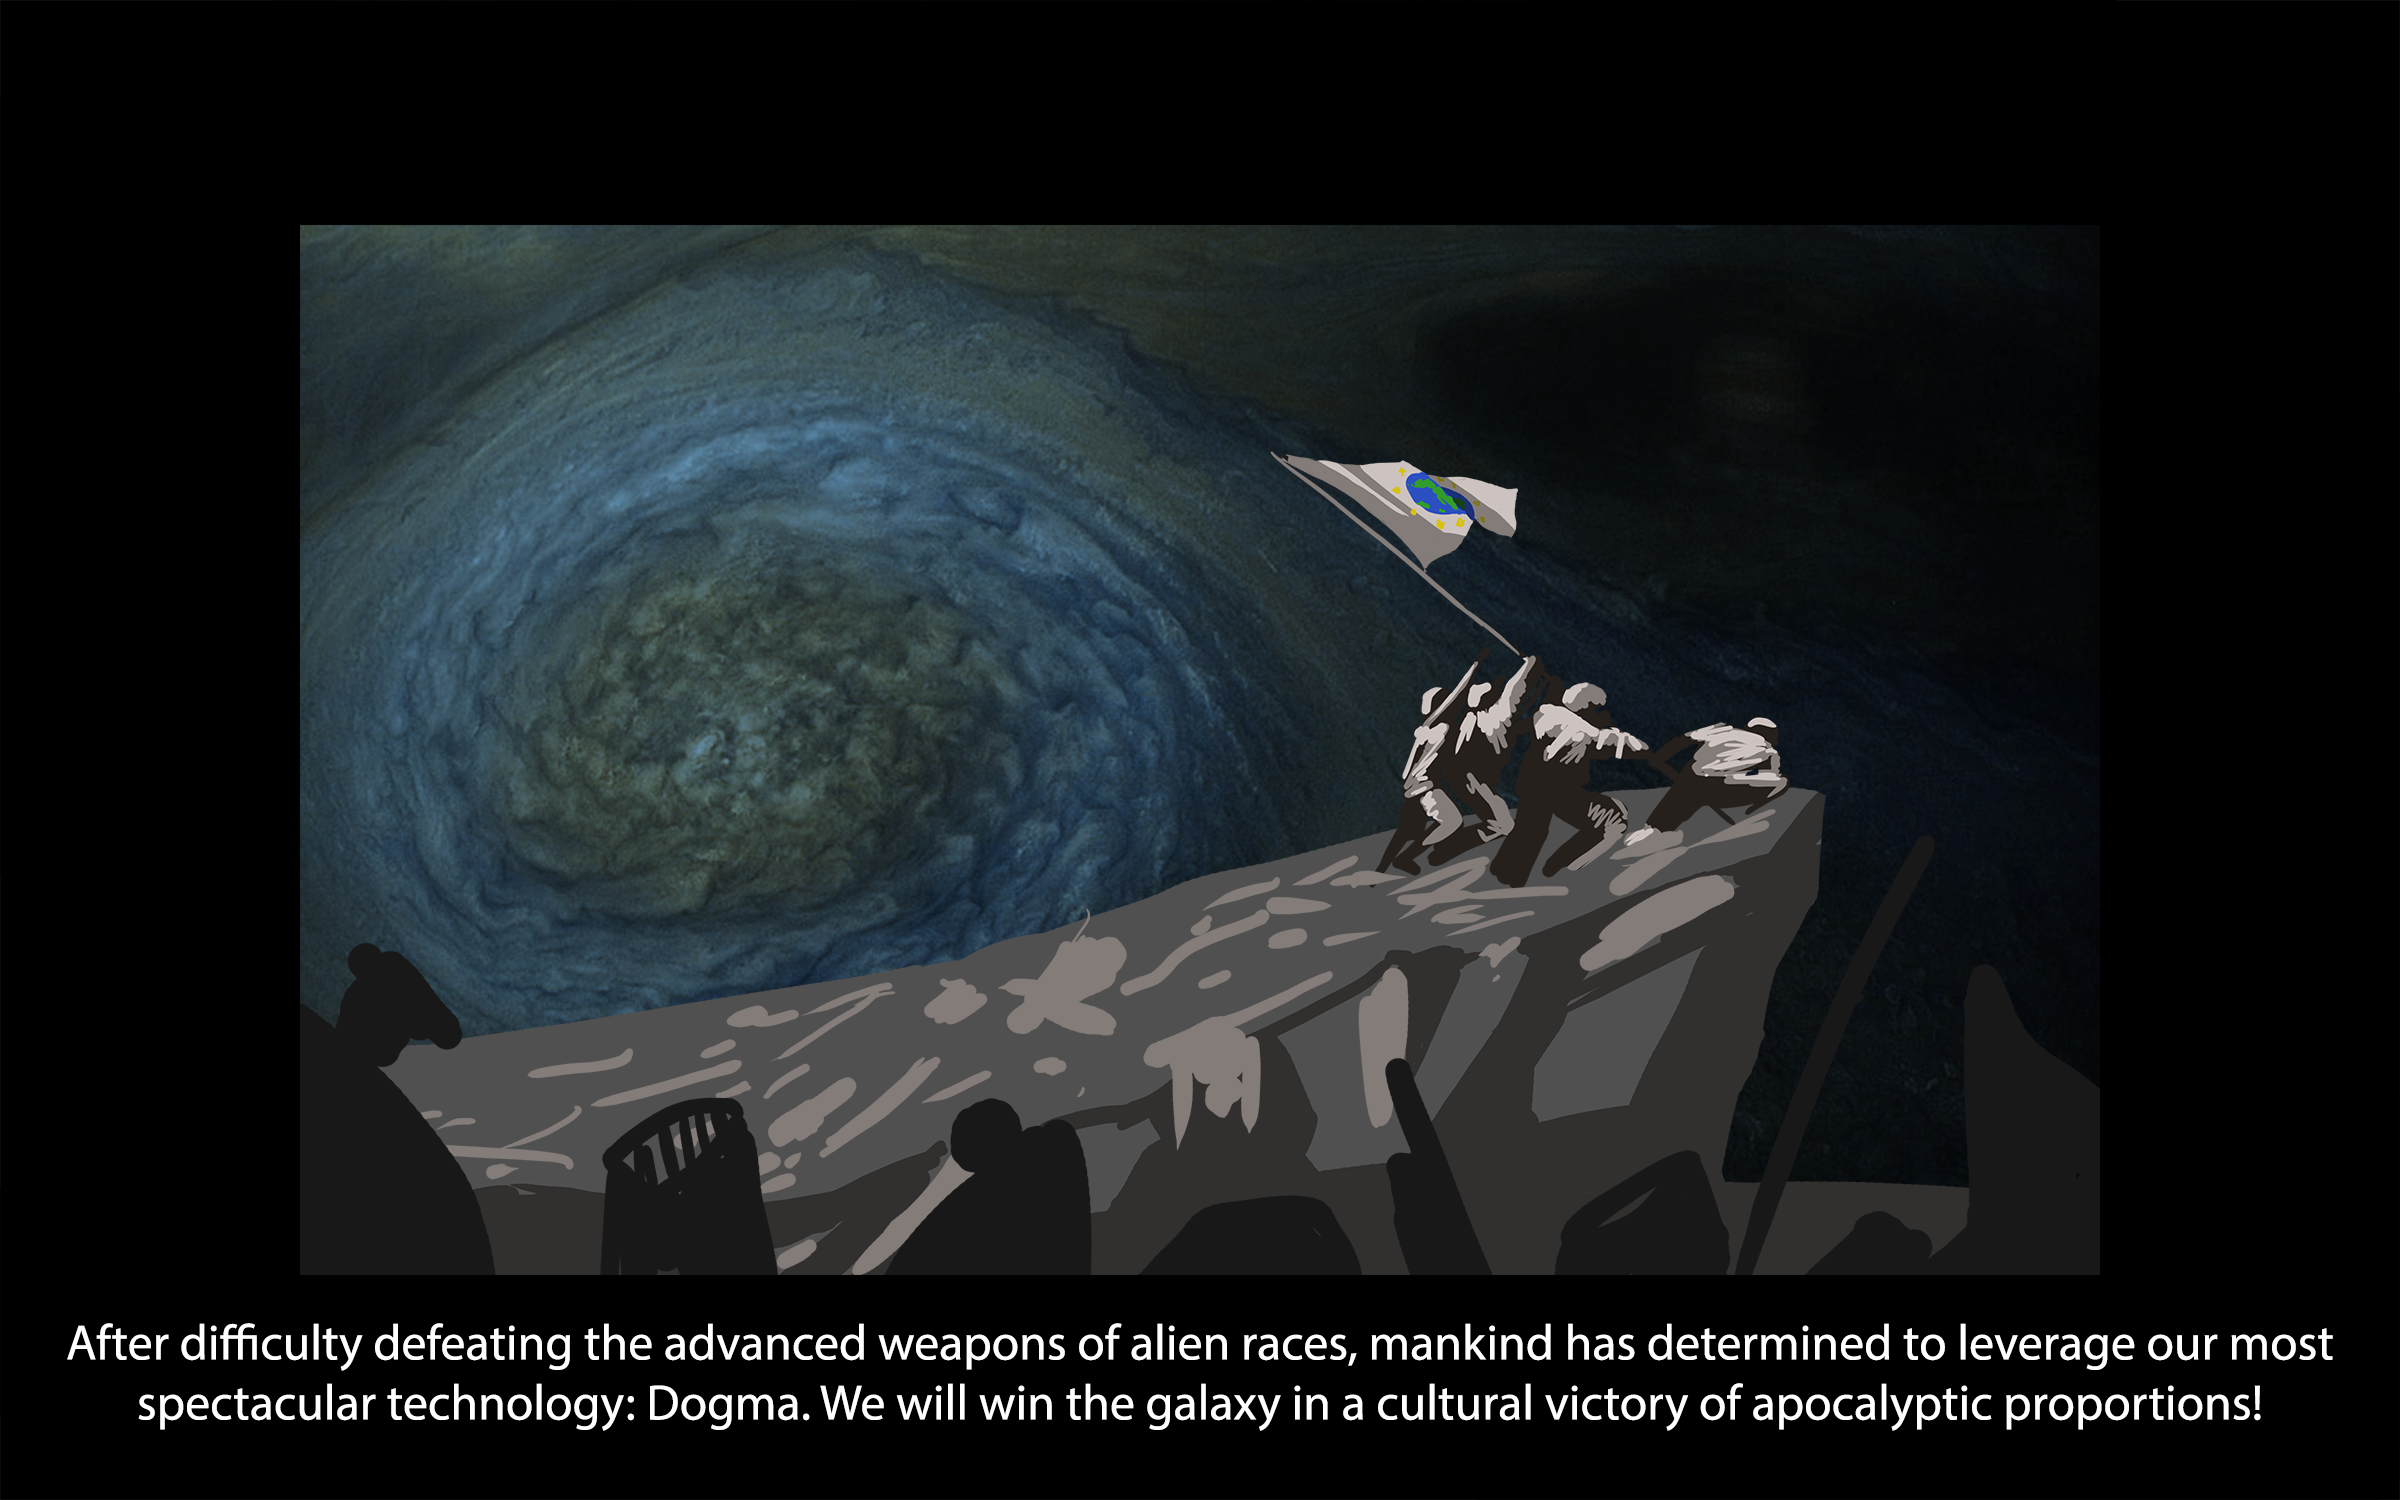 After difficulty defeating the advanced weapons of alien races, mankind has determined to leverage our most
spectacular technology: Dogma. We will win the galaxy in a cultural victory of apocalyptic proportions!